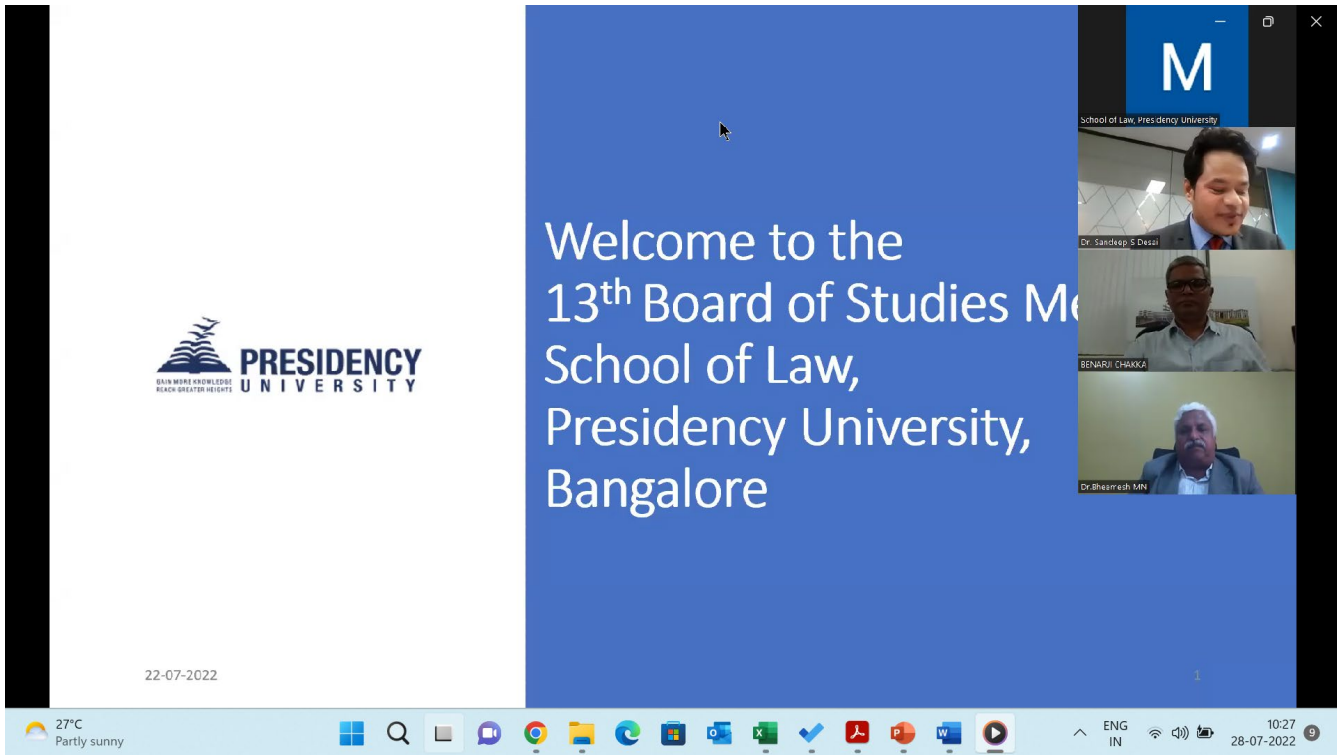 M
School of Law, Presidency University
Dr. Sandeep S Desai
BENARJI CHAKKA
Dr.Bheemesh MN
Welcome to the
13th Board of Studies Me
School of Law,
Presidency University,
Bangalore
PRESIDENCY
UNIVERSITY
GAIN MORE KNOWLEDGE
REACH GREATER HEIGHTS
22-07-2022
1
27°C
Partly sunny
ENG
IN
10:27
28-07-2022
9